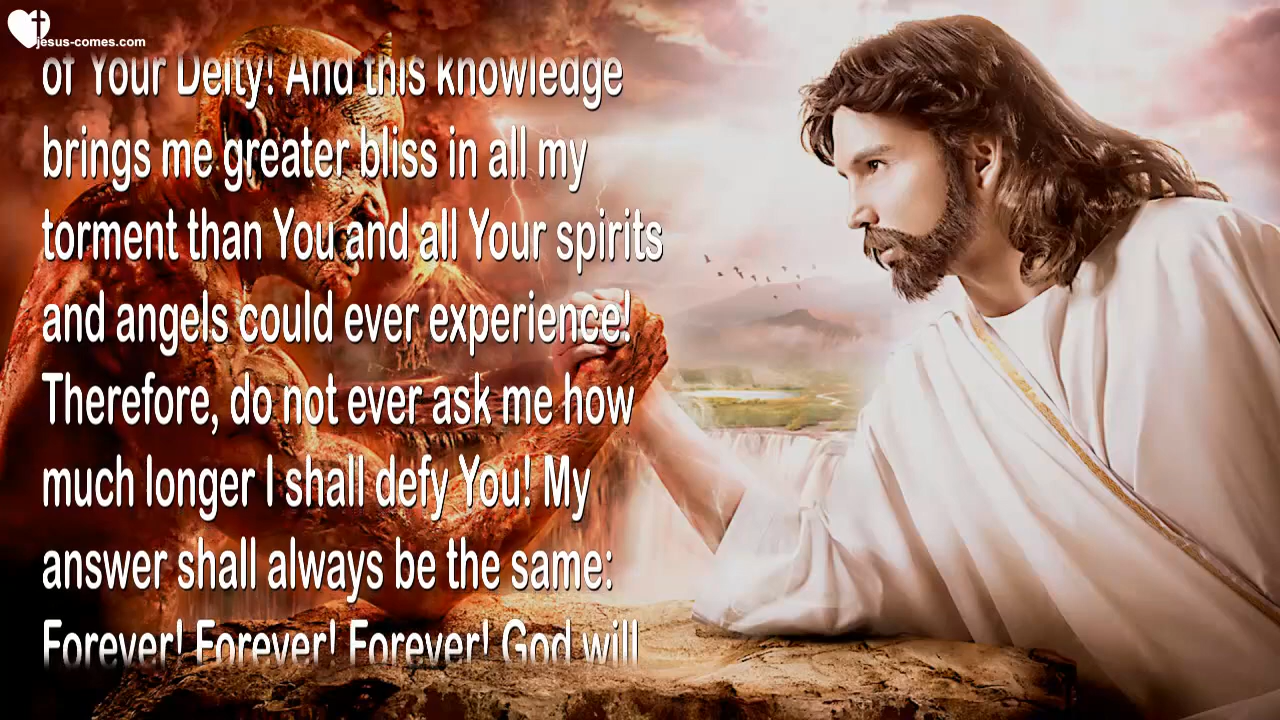 jesus-comes.com
of Your Deity! And this knowledge
brings me greater bliss in all my
torment than You and all Your spirits
and angels could ever experience!
Therefore, do not ever ask me how
much longer I shall defy You! My
answer shall always be the same:
Forever! Forever! Forever! God will